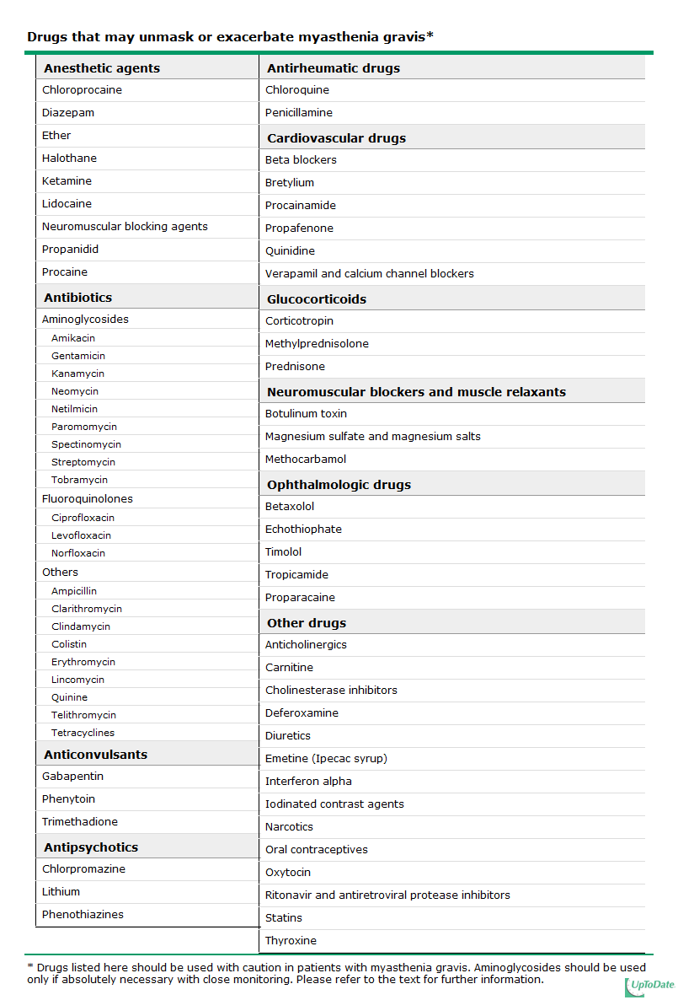 Drugs that may unmask or exacerbate myasthenia gravis*
Anesthetic agents
Chloroprocaine
Diazepam
Ether
Halothane
Ketamine
Lidocaine
Neuromuscular blocking agents
Propanidid
Procaine
Antibiotics
Aminoglycosides
Amikacin
Gentamicin
Kanamycin
Neomycin
Netilmicin
Paromomycin
Spectinomycin
Streptomycin
Tobramycin
Fluoroquinolones
Ciprofloxacin
Levofloxacin
Norfloxacin
Others
Ampicillin
Clarithromycin
Clindamycin
Colistin
Erythromycin
Lincomycin
Quinine
Telithromycin
Tetracyclines
Anticonvulsants
Gabapentin
Phenytoin
Trimethadione
Antipsychotics
Chlorpromazine
Lithium
Phenothiazines
Antirheumatic drugs
Chloroquine
Penicillamine
Cardiovascular drugs
Beta blockers
Bretylium
Procainamide
Propafenone
Quinidine
Verapamil and calcium channel blockers
Glucocorticoids
Corticotropin
Methylprednisolone
Prednisone
Neuromuscular blockers and muscle relaxants
Botulinum toxin
Magnesium sulfate and magnesium salts
Methocarbamol
Ophthalmologic drugs
Betaxolol
Echothiophate
Timolol
Tropicamide
Proparacaine
Other drugs
Anticholinergics
Carnitine
Cholinesterase inhibitors
Deferoxamine
Diuretics
Emetine (Ipecac syrup)
Interferon alpha
Iodinated contrast agents
Narcotics
Oral contraceptives
Oxytocin
Ritonavir and antiretroviral protease inhibitors
Statins
Thyroxine
* Drugs listed here should be used with caution in patients with myasthenia gravis. Aminoglycosides should be used
only if absolutely necessary with close monitoring. Please refer to the text for further information.
UpToDate